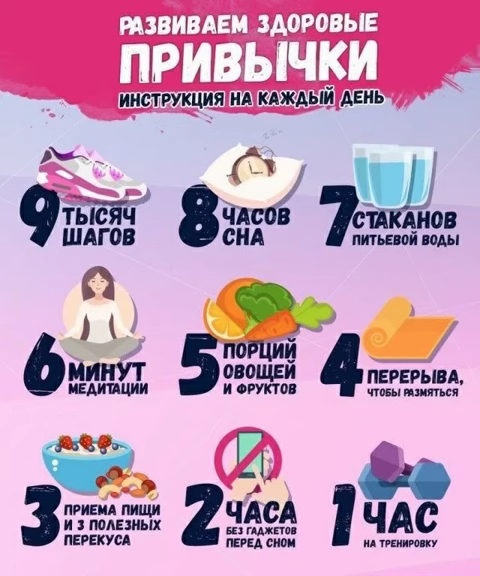 РАЗВИВАЕМ ЗДОРОВЫЕ
ПРИВЫЧКИ
ИНСТРУКЦИЯ НА КАЖДЫЙ ДЕНЬ
9 ТЫСЯЧ
ШАГОВ
8 ЧАСОВ
СНА
7 СТАКАНОВ
ПИТЬЕВОЙ ВОДЫ
6 МИНУТ
МЕДИТАЦИИ
5 ПОРЦИЙ
ОВОЩЕЙ
И ФРУКТОВ
4 ПЕРЕРЫВА,
ЧТОБЫ РАЗМЯТЬСЯ
3 ПРИЕМА ПИЩИ
И 3 ПОЛЕЗНЫХ
ПЕРЕКУСА
2 ЧАСА
БЕЗ ГАДЖЕТОВ
ПЕРЕД СНОМ
1 ЧАС
НА ТРЕНИРОВКУ